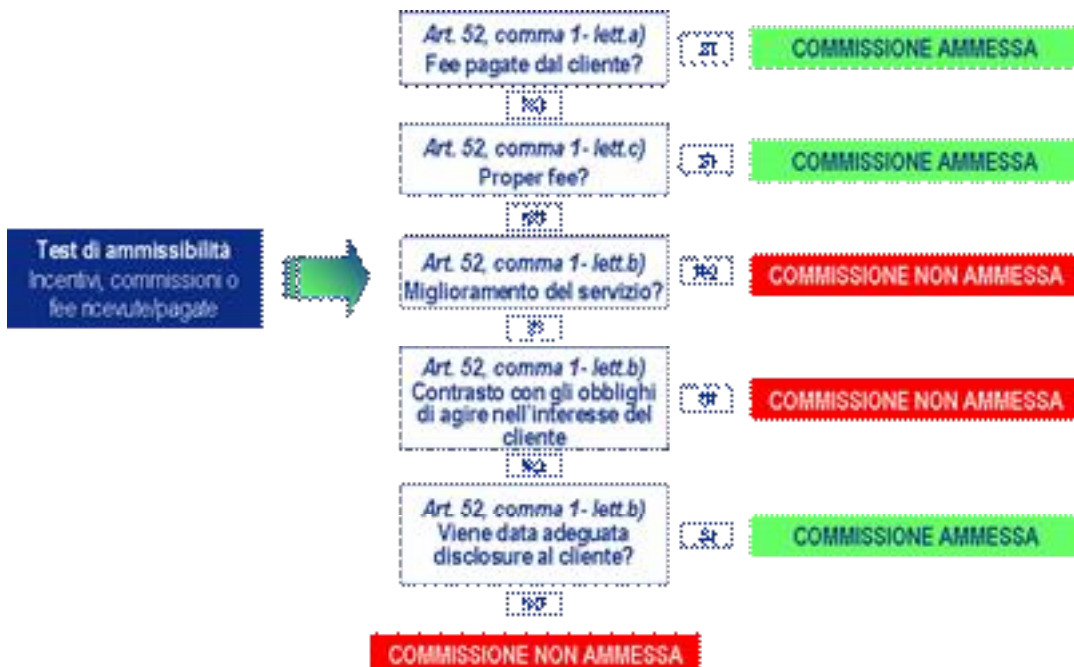 Art. 52, comma 1- lett.a)
Fee pagate dal cliente?
COMMISSIONE AMMESSA
Art. 52, comma 1- lett.c)
Proper fee?
COMMISSIONE AMMESSA
Test di ammissibilità
Incentivi, commissioni o
fee ricevute/pagate
Art. 52, comma 1- lett.b)
Miglioramento del servizio?
COMMISSIONE NON AMMESSA
Art. 52, comma 1- lett.b)
Contrasto con gli obblighi
di agire nell'interesse del
cliente
COMMISSIONE NON AMMESSA
Art. 52, comma 1- lett.b)
Viene data adeguata
disclosure al cliente?
COMMISSIONE AMMESSA
COMMISSIONE NON AMMESSA